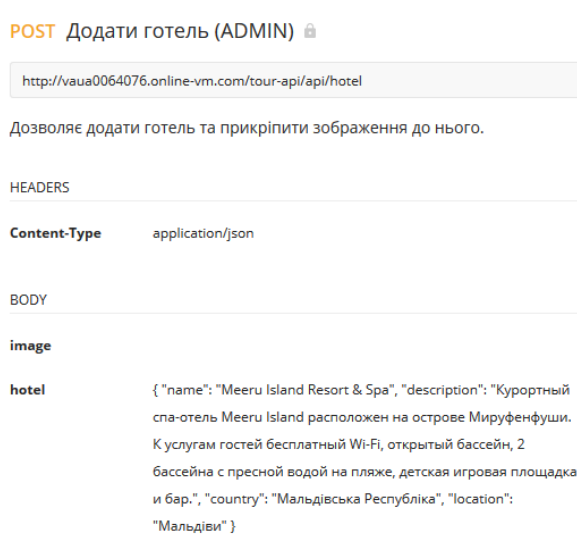 POST Додати готель (ADMIN)
http://vaua0064076.online-vm.com/tour-api/api/hotel
Дозволяє додати готель та прикріпити зображення до нього.
HEADERS
Content-Type application/json
BODY
image
hotel { "name": "Meeru Island Resort & Spa", "description": "Курортный
спа-отель Meeru Island расположен на острове Мируфенфуши.
К услугам гостей бесплатный Wi-Fi, открытый бассейн, 2
бассейна с пресной водой на пляже, детская игровая площадка
и бар.", "country": "Мальдівська Республіка", "location":
"Мальдіви" }